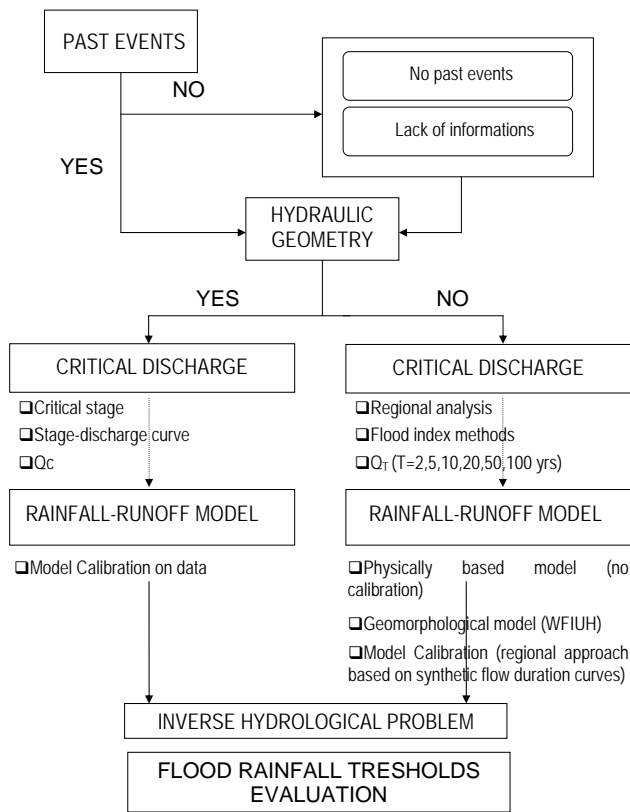 PAST EVENTS
NO
No past events
Lack of informations
YES
HYDRAULIC
GEOMETRY
YES
NO
CRITICAL DISCHARGE
❑Critical stage
❑Stage-discharge curve
❑Qc
RAINFALL-RUNOFF MODEL
❑Model Calibration on data
CRITICAL DISCHARGE
❑Regional analysis
❑Flood index methods
❑QT (T=2,5,10,20,50,100 yrs)
RAINFALL-RUNOFF MODEL
❑Physically based model (no
calibration)
❑Geomorphological model (WFIUH)
❑Model Calibration (regional approach
based on synthetic flow duration curves)
INVERSE HYDROLOGICAL PROBLEM
FLOOD RAINFALL TRESHOLDS
EVALUATION